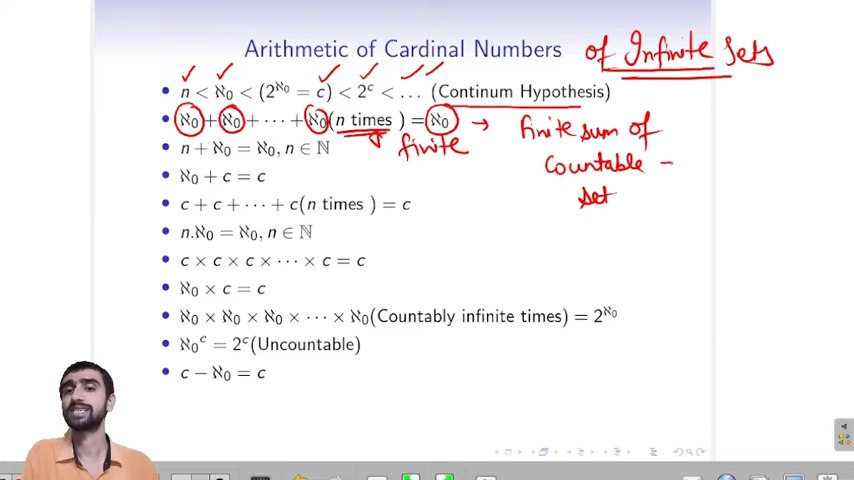 Arithmetic of Cardinal Numbers of Infinite sets
n < ℵ₀ < (2^ℵ₀ = c) < 2^c < ... (Continum Hypothesis)
ℵ₀ + ℵ₀ + ··· + ℵ₀(n times ) = ℵ₀ → finite sum of
finite
countable -
set
n + ℵ₀ = ℵ₀, n ∈ ℕ
ℵ₀ + c = c
c + c + ··· + c(n times ) = c
n.ℵ₀ = ℵ₀, n ∈ ℕ
c × c × c × ··· × c = c
ℵ₀ × c = c
ℵ₀ × ℵ₀ × ℵ₀ × ··· × ℵ₀(Countably infinite times) = 2^ℵ₀
ℵ₀^c = 2^c(Uncountable)
c − ℵ₀ = c